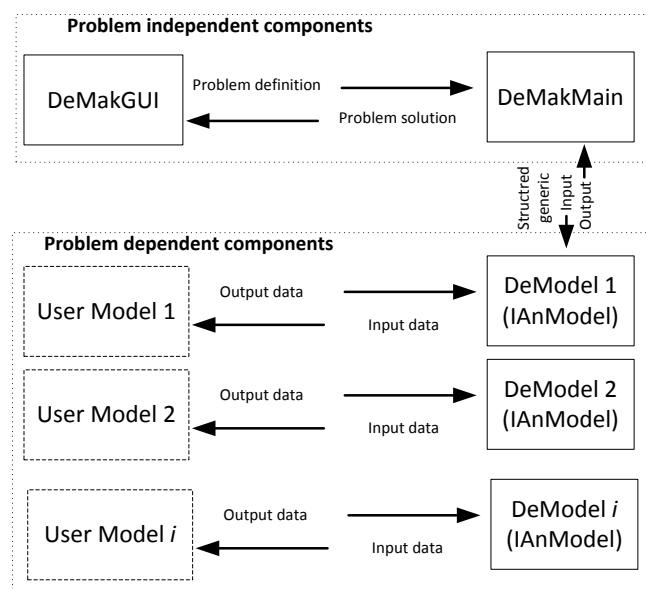 Problem independent components
DeMakGUI
Problem definition
Problem solution
DeMakMain
Structred
generic
Input
Output
Problem dependent components
User Model 1
Output data
Input data
DeModel 1
(IAnModel)
User Model 2
Output data
Input data
DeModel 2
(IAnModel)
User Model i
Output data
Input data
DeModel i
(IAnModel)